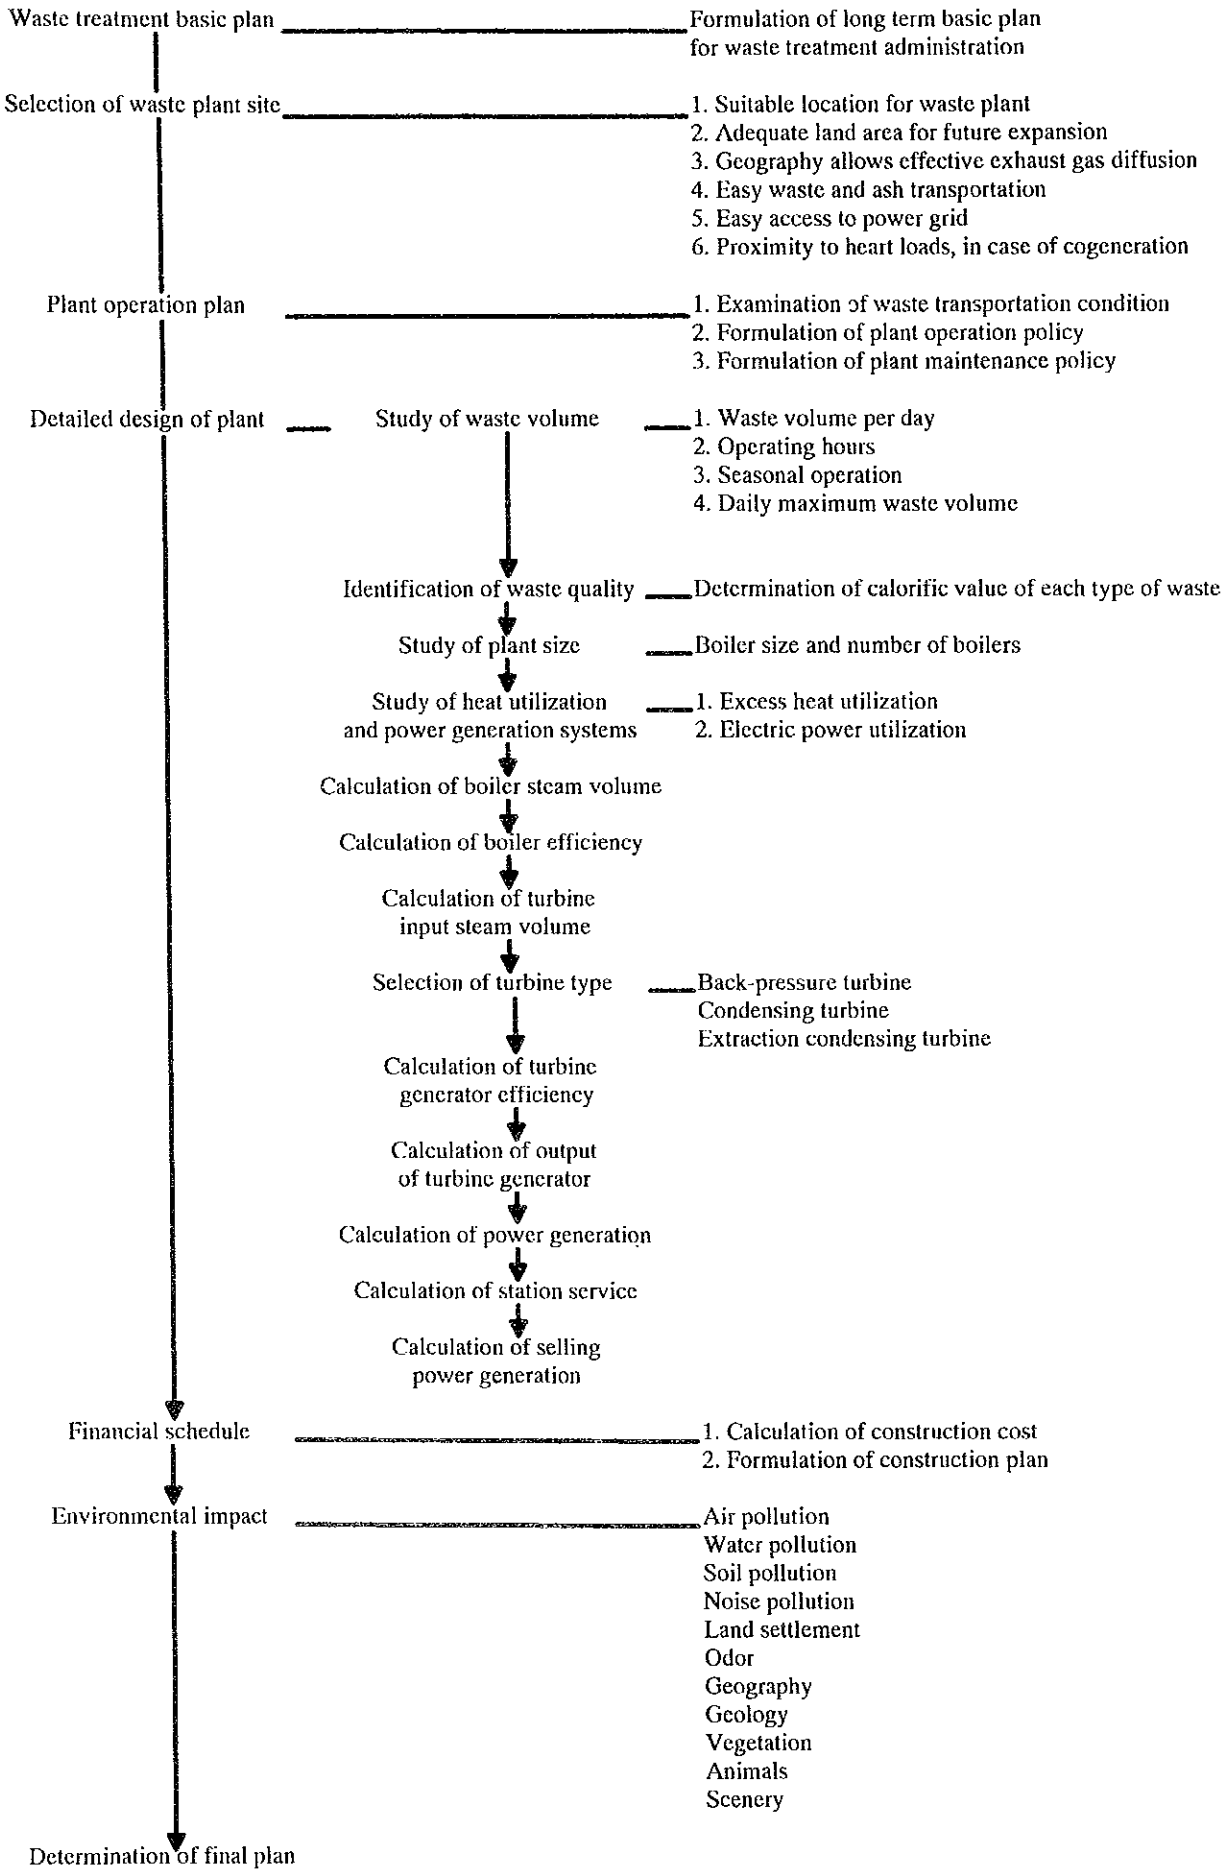 Waste treatment basic plan
Formulation of long term basic plan
for waste treatment administration
Selection of waste plant site
1. Suitable location for waste plant
2. Adequate land area for future expansion
3. Geography allows effective exhaust gas diffusion
4. Easy waste and ash transportation
5. Easy access to power grid
6. Proximity to heart loads, in case of cogeneration
Plant operation plan
1. Examination of waste transportation condition
2. Formulation of plant operation policy
3. Formulation of plant maintenance policy
Detailed design of plant
Study of waste volume
1. Waste volume per day
2. Operating hours
3. Seasonal operation
4. Daily maximum waste volume
Identification of waste quality
Determination of calorific value of each type of waste
Study of plant size
Boiler size and number of boilers
Study of heat utilization
and power generation systems
1. Excess heat utilization
2. Electric power utilization
Calculation of boiler steam volume
Calculation of boiler efficiency
Calculation of turbine
input steam volume
Selection of turbine type
Back-pressure turbine
Condensing turbine
Extraction condensing turbine
Calculation of turbine
generator efficiency
Calculation of output
of turbine generator
Calculation of power generation
Calculation of station service
Calculation of selling
power generation
Financial schedule
1. Calculation of construction cost
2. Formulation of construction plan
Environmental impact
Air pollution
Water pollution
Soil pollution
Noise pollution
Land settlement
Odor
Geography
Geology
Vegetation
Animals
Scenery
Determination of final plan